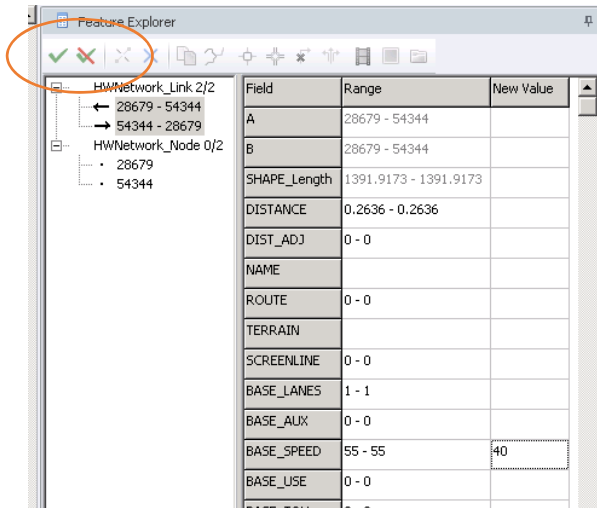 Feature Explorer
HWNetwork_Link 2/2
28679 - 54344
54344 - 28679
HWNetwork_Node 0/2
28679
54344
Field Range New Value
A 28679 - 54344
B 28679 - 54344
SHAPE_Length 1391.9173 - 1391.9173
DISTANCE 0.2636 - 0.2636
DIST_ADJ 0 - 0
NAME
ROUTE 0 - 0
TERRAIN
SCREENLINE 0 - 0
BASE_LANES 1 - 1
BASE_AUX 0 - 0
BASE_SPEED 55 - 55 40
BASE_USE 0 - 0